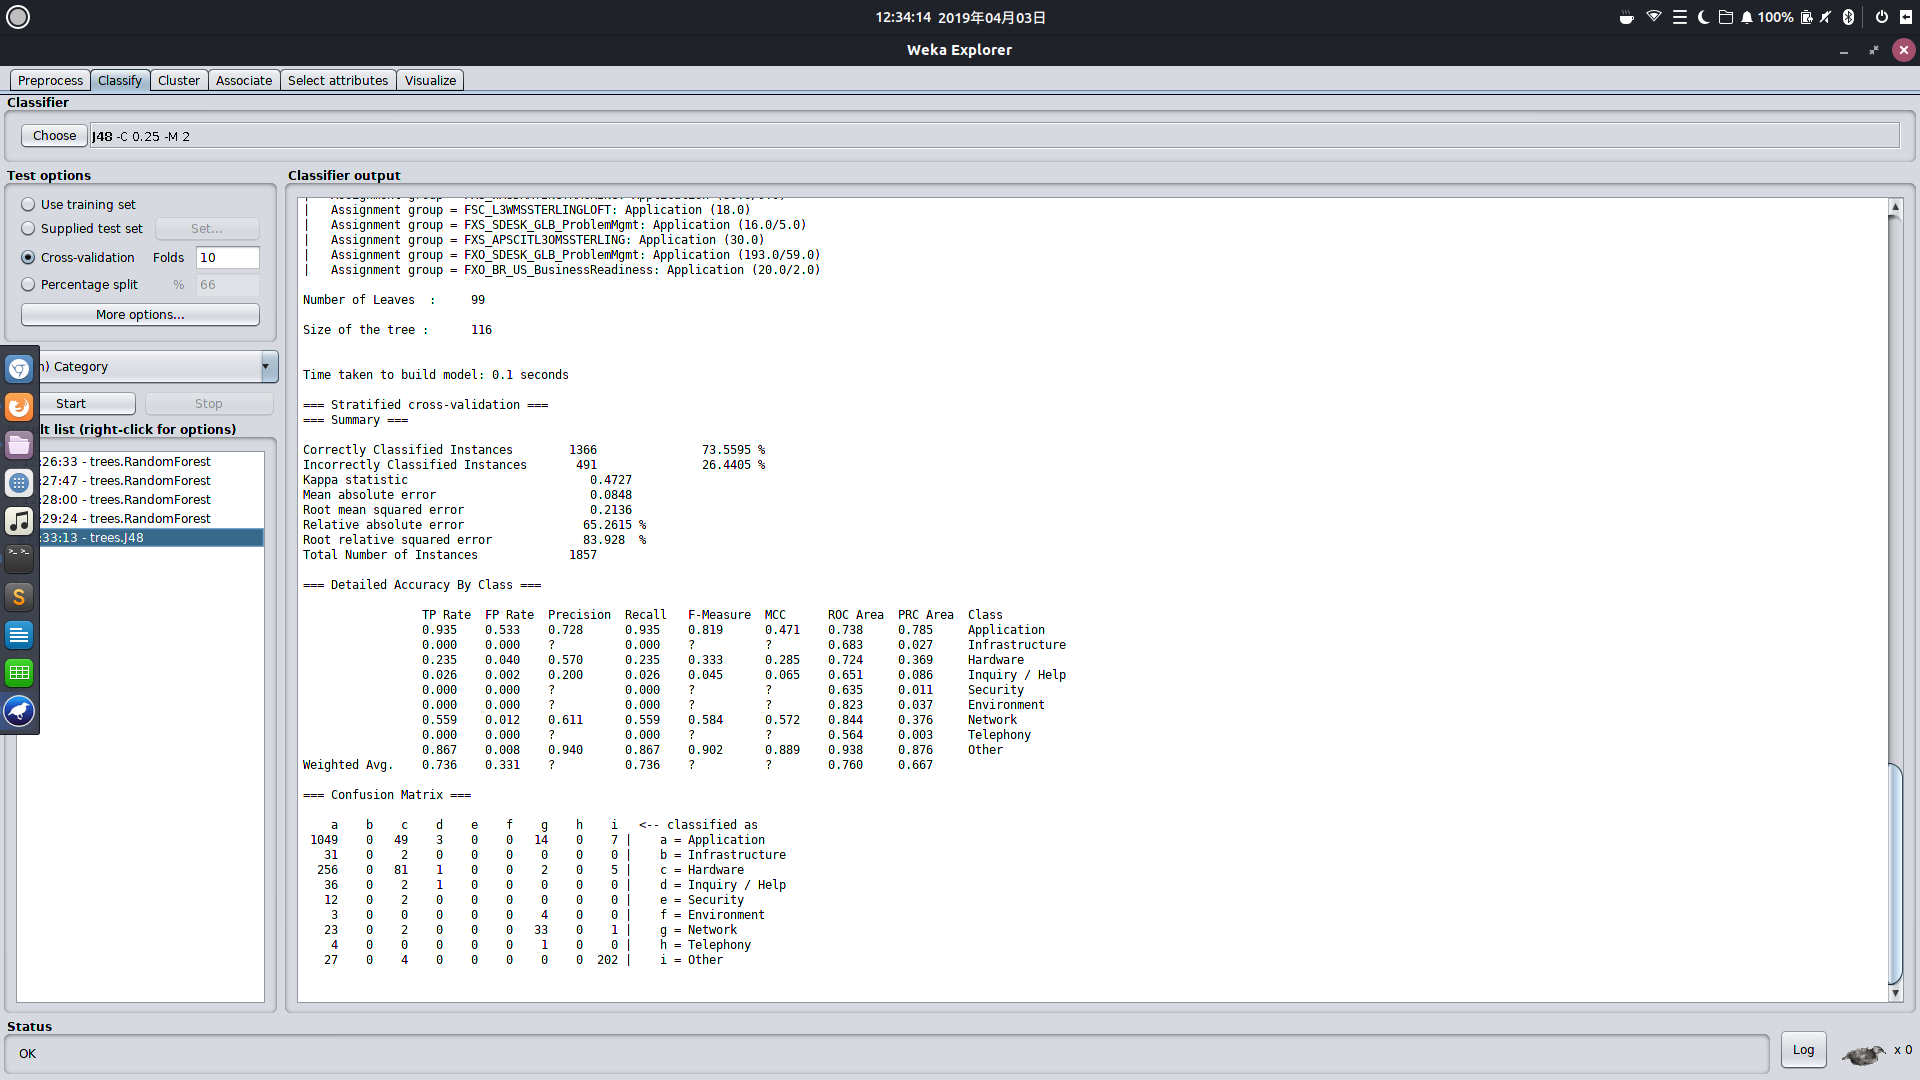 12:34:14 2019年04月03日
100%
Weka Explorer
Preprocess Classify Cluster Associate Select attributes Visualize
Classifier
Choose J48 -C 0.25 -M 2
Test options
Use training set
Supplied test set Set...
Cross-validation Folds 10
Percentage split % 66
More options...
) Category
Start Stop
lt list (right-click for options)
:26:33 - trees.RandomForest
:27:47 - trees.RandomForest
:28:00 - trees.RandomForest
:29:24 - trees.RandomForest
:33:13 - trees.J48
Classifier output
| Assignment group = FSC_L3WMSSTERLINGLOFT: Application (18.0)
| Assignment group = FXS_SDESK_GLB_ProblemMgmt: Application (16.0/5.0)
| Assignment group = FXS_APSCITL3OMSSTERLING: Application (30.0)
| Assignment group = FXO_SDESK_GLB_ProblemMgmt: Application (193.0/59.0)
| Assignment group = FXO_BR_US_BusinessReadiness: Application (20.0/2.0)
Number of Leaves : 99
Size of the tree : 116
Time taken to build model: 0.1 seconds
=== Stratified cross-validation ===
=== Summary ===
Correctly Classified Instances 1366 73.5595 %
Incorrectly Classified Instances 491 26.4405 %
Kappa statistic 0.4727
Mean absolute error 0.0848
Root mean squared error 0.2136
Relative absolute error 65.2615 %
Root relative squared error 83.928 %
Total Number of Instances 1857
=== Detailed Accuracy By Class ===
TP Rate FP Rate Precision Recall F-Measure MCC ROC Area PRC Area Class
0.935 0.533 0.728 0.935 0.819 0.471 0.738 0.785 Application
0.000 0.000 ? 0.000 ? ? 0.683 0.027 Infrastructure
0.235 0.040 0.570 0.235 0.333 0.285 0.724 0.369 Hardware
0.026 0.002 0.200 0.026 0.045 0.065 0.651 0.086 Inquiry / Help
0.000 0.000 ? 0.000 ? ? 0.635 0.011 Security
0.000 0.000 ? 0.000 ? ? 0.823 0.037 Environment
0.559 0.012 0.611 0.559 0.584 0.572 0.844 0.376 Network
0.000 0.000 ? 0.000 ? ? 0.564 0.003 Telephony
0.867 0.008 0.940 0.867 0.902 0.889 0.938 0.876 Other
Weighted Avg. 0.736 0.331 ? 0.736 ? ? 0.760 0.667
=== Confusion Matrix ===
a b c d e f g h i <-- classified as
1049 0 49 3 0 0 14 0 7 | a = Application
31 0 2 0 0 0 0 0 0 | b = Infrastructure
256 0 81 1 0 0 2 0 5 | c = Hardware
36 0 2 1 0 0 0 0 0 | d = Inquiry / Help
12 0 2 0 0 0 0 0 0 | e = Security
3 0 0 0 0 0 4 0 0 | f = Environment
23 0 2 0 0 0 33 0 1 | g = Network
4 0 0 0 0 0 1 0 0 | h = Telephony
27 0 4 0 0 0 0 0 202 | i = Other
Status
OK
Log
x 0